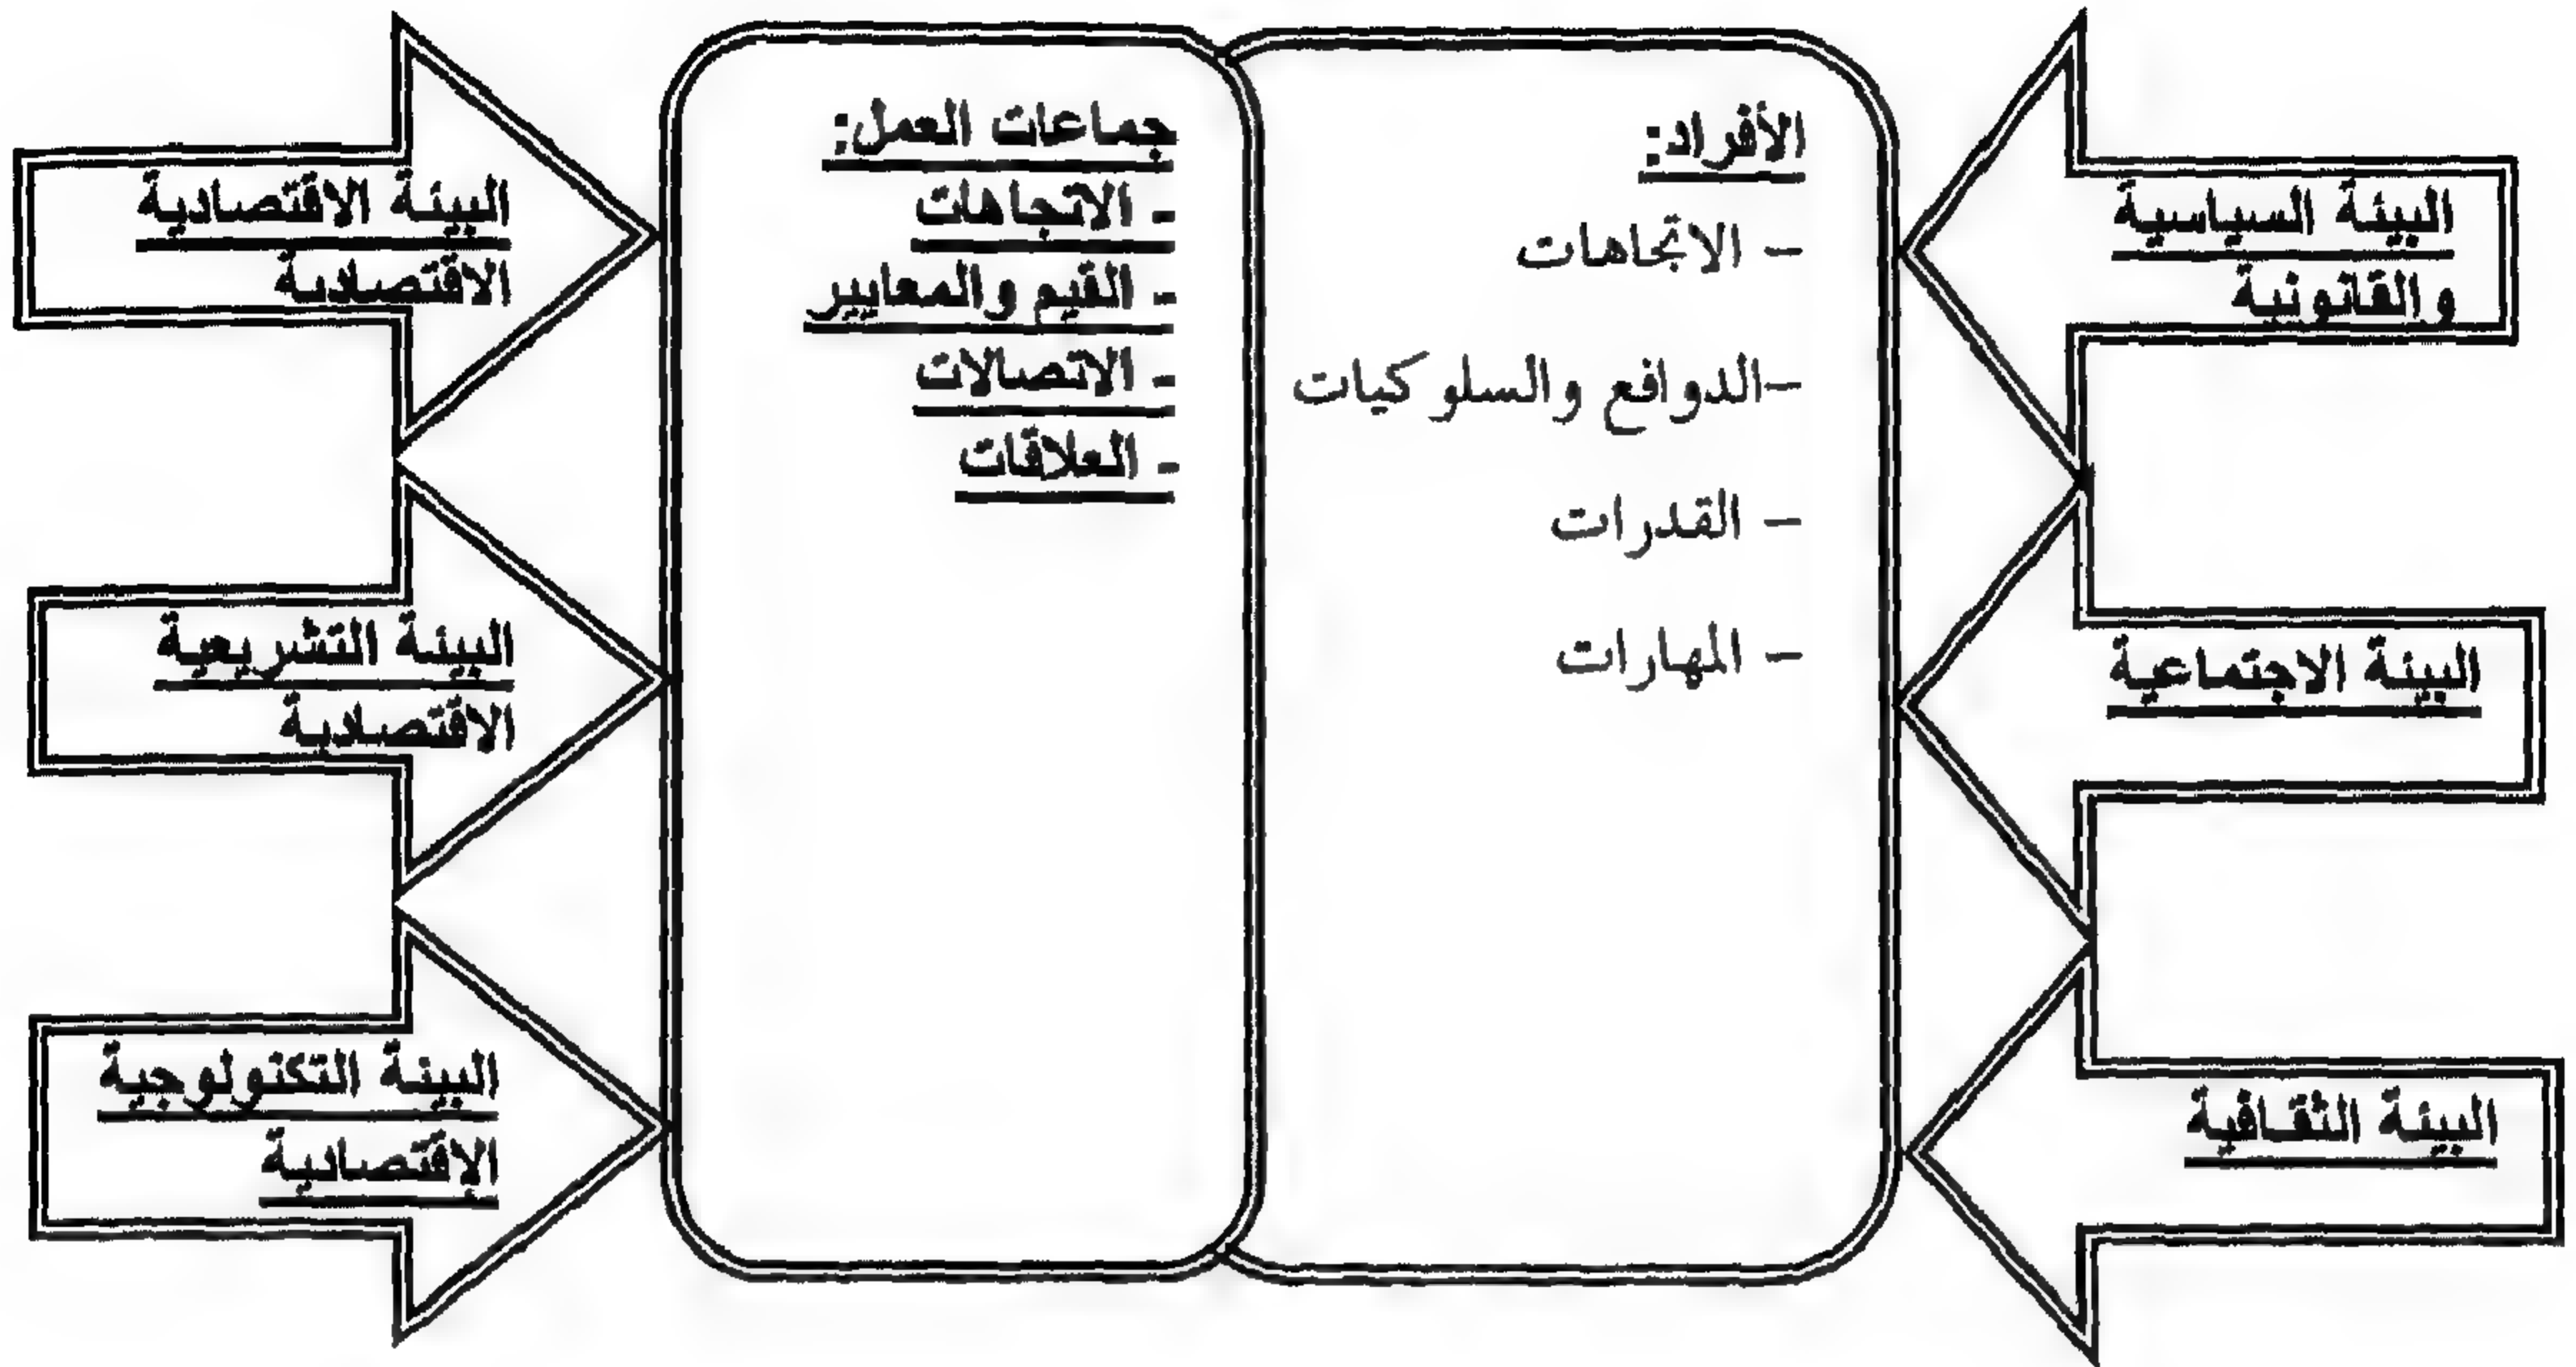 البيئة السياسية
والقانونية
البيئة الاجتماعية
البيئة الثقافية
الأفراد:
- الاتجاهات
-الدوافع والسلوكيات
- القدرات
- المهارات
جماعات العمل:
- الاتجاهات
- القيم والمعايير
- الاتصالات
- العلاقات
البيئة الاقتصادية
الاقتصادية
البيئة التشريعية
الاقتصادية
البيئة التكنولوجية
الإقتصادية